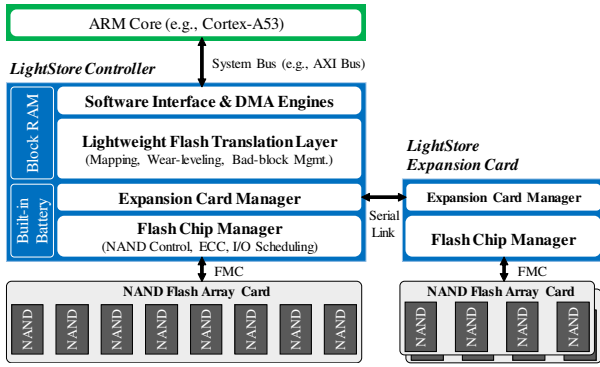 ARM Core (e.g., Cortex-A53)
LightStore Controller
System Bus (e.g., AXI Bus)
Block RAM
Software Interface & DMA Engines
Lightweight Flash Translation Layer
(Mapping, Wear-leveling, Bad-block Mgmt.)
Built-in
Battery
Expansion Card Manager
Flash Chip Manager
(NAND Control, ECC, I/O Scheduling)
Serial
Link
LightStore
Expansion Card
Expansion Card Manager
Flash Chip Manager
FMC
FMC
NAND Flash Array Card
NAND
NAND
NAND
NAND
NAND
NAND
NAND
NAND
NAND Flash Array Card
NAND
NAND
NAND
NAND